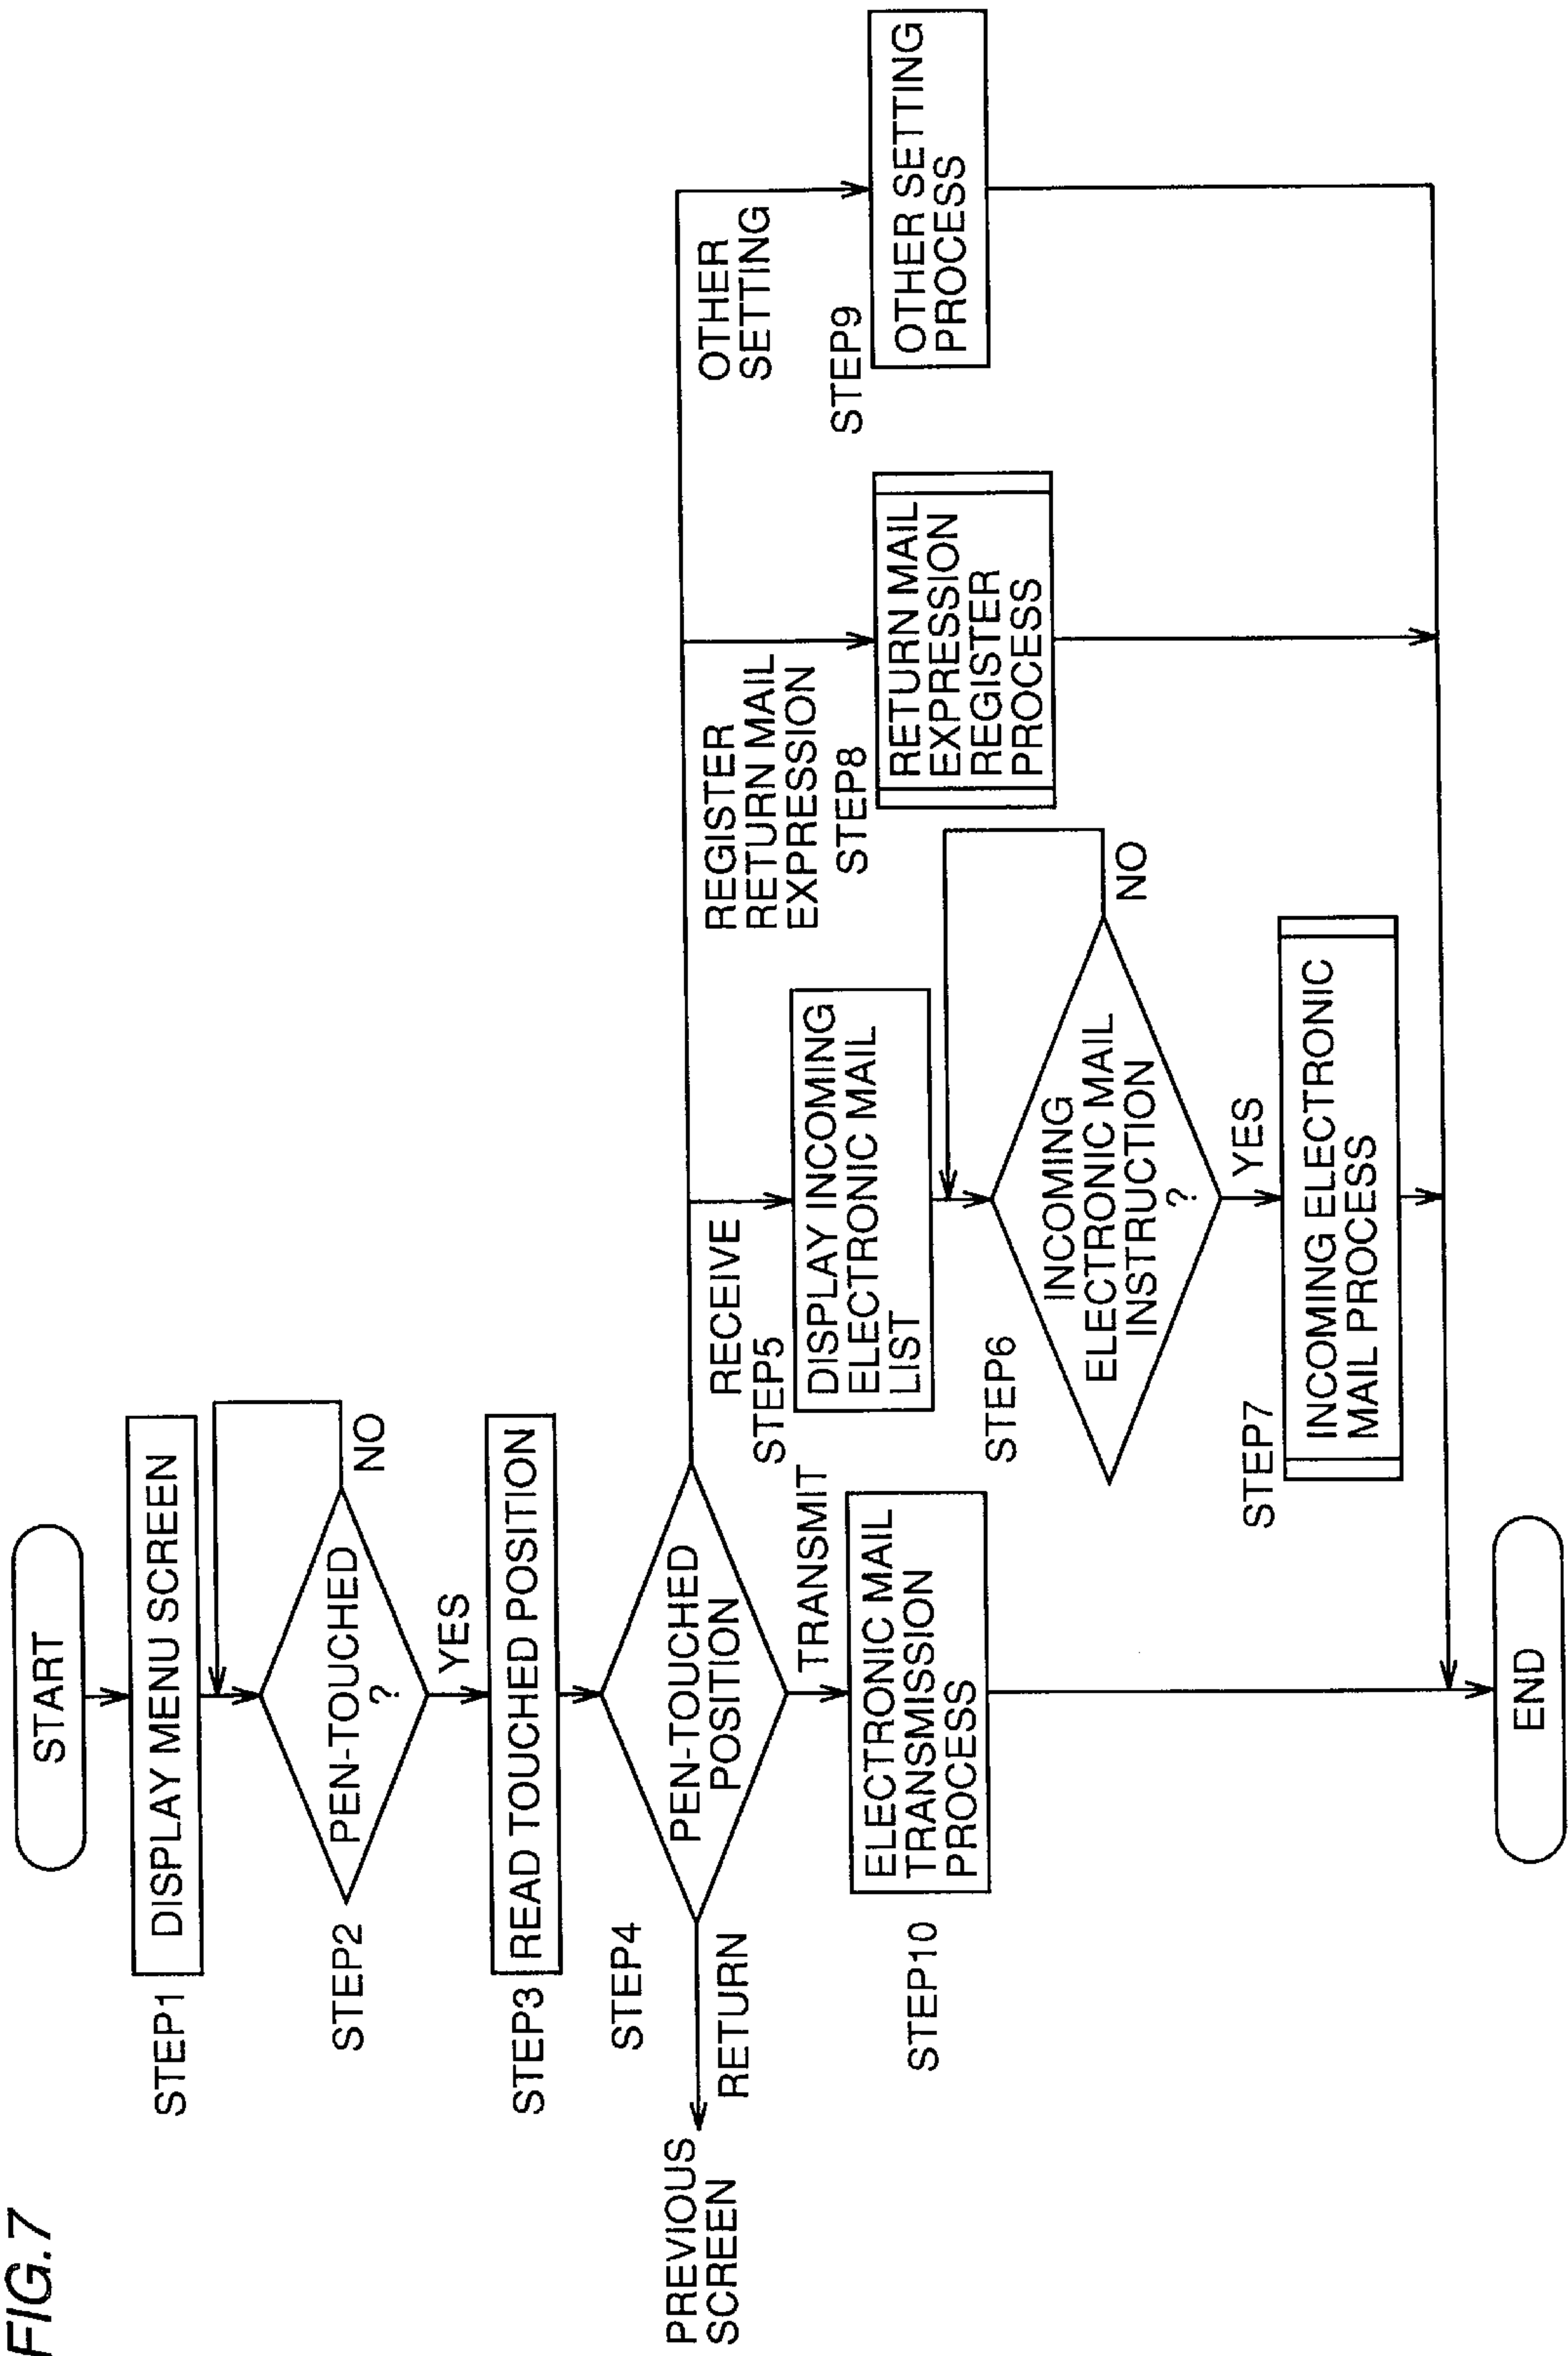 FIG.7
START
STEP1
DISPLAY MENU SCREEN
STEP2
PEN-TOUCHED
?
NO
YES
STEP3
READ TOUCHED POSITION
STEP4
PEN-TOUCHED
POSITION
PREVIOUS
SCREEN
RETURN
TRANSMIT
RECEIVE
REGISTER
RETURN MAIL
EXPRESSION
OTHER
SETTING
STEP10
ELECTRONIC MAIL
TRANSMISSION
PROCESS
STEP5
DISPLAY INCOMING
ELECTRONIC MAIL
LIST
STEP6
INCOMING
ELECTRONIC MAIL
INSTRUCTION
?
NO
YES
STEP7
INCOMING ELECTRONIC
MAIL PROCESS
STEP8
RETURN MAIL
EXPRESSION
REGISTER
PROCESS
STEP9
OTHER SETTING
PROCESS
END